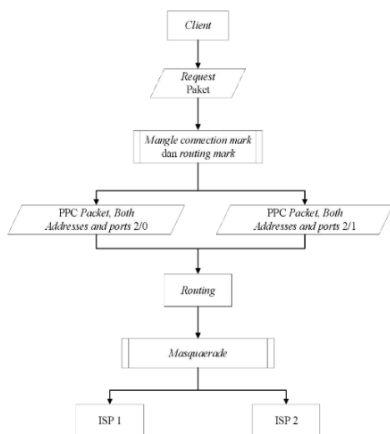 Client
Request
Paket
Mangle connection mark
dan routing mark
PPC Packet, Both
Addresses and ports 2/0
PPC Packet, Both
Addresses and ports 2/1
Routing
Masquaerade
ISP 1
ISP 2